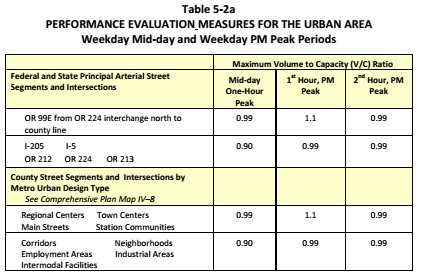 Table 5-2a
PERFORMANCE EVALUATION MEASURES FOR THE URBAN AREA
Weekday Mid-day and Weekday PM Peak Periods
Maximum Volume to Capacity (V/C) Ratio
Federal and State Principal Arterial Street
Segments and Intersections
Mid-day
One-Hour
Peak
1st Hour, PM
Peak
2nd Hour, PM
Peak
OR 99E from OR 224 interchange north to
county line
0.99 1.1 0.99
I-205 I-5
OR 212 OR 224 OR 213
0.90 0.99 0.99
County Street Segments and Intersections by
Metro Urban Design Type
See Comprehensive Plan Map IV–8
Regional Centers Town Centers
Main Streets Station Communities
0.99 1.1 0.99
Corridors Neighborhoods
Employment Areas Industrial Areas
Intermodal Facilities
0.90 0.99 0.99